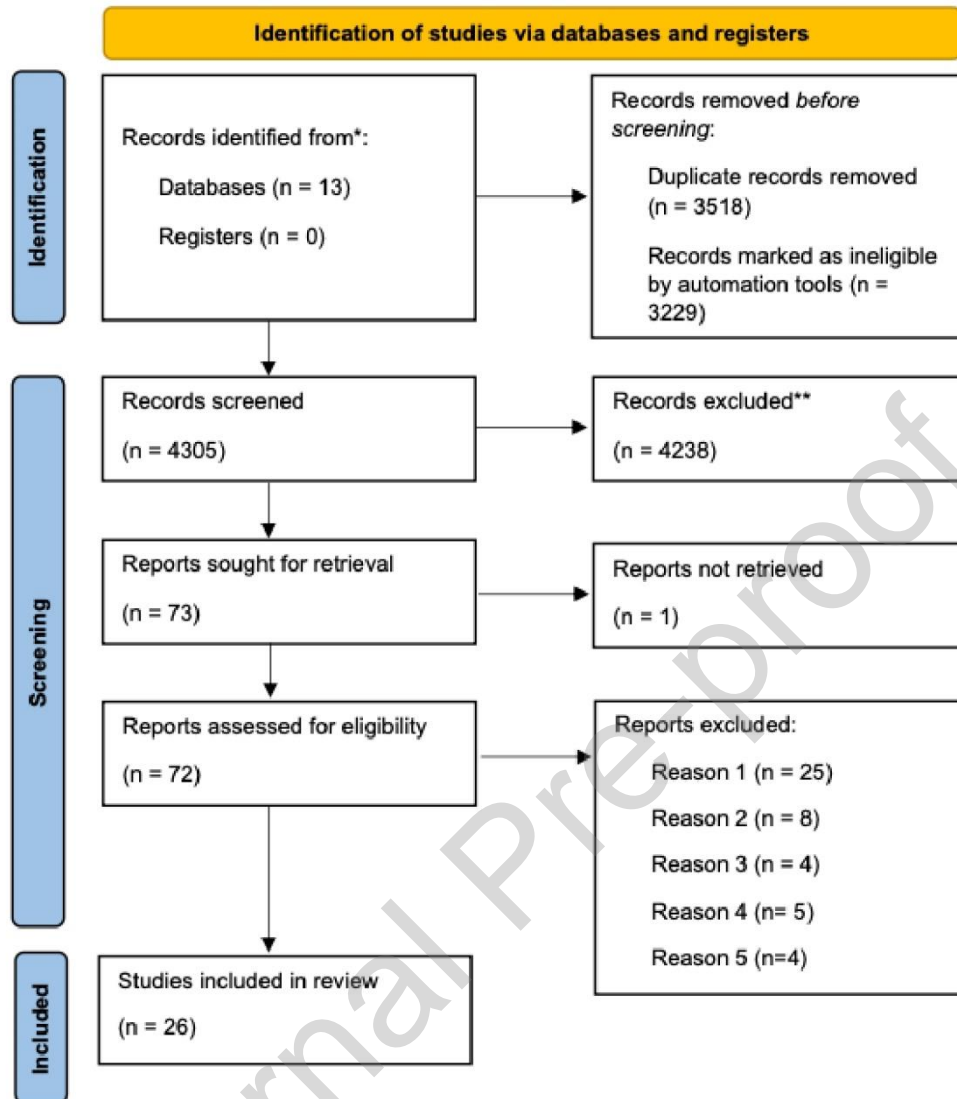 Identification of studies via databases and registers
Identification
Records identified from*:
Databases (n = 13)
Registers (n = 0)
Records removed before
screening:
Duplicate records removed
(n = 3518)
Records marked as ineligible
by automation tools (n =
3229)
Screening
Records screened
(n = 4305)
Records excluded**
(n = 4238)
Reports sought for retrieval
(n = 73)
Reports not retrieved
(n = 1)
Reports assessed for eligibility
(n = 72)
Reports excluded:
Reason 1 (n = 25)
Reason 2 (n = 8)
Reason 3 (n = 4)
Reason 4 (n= 5)
Reason 5 (n=4)
Included
Studies included in review
(n = 26)
rnal Pre-proof